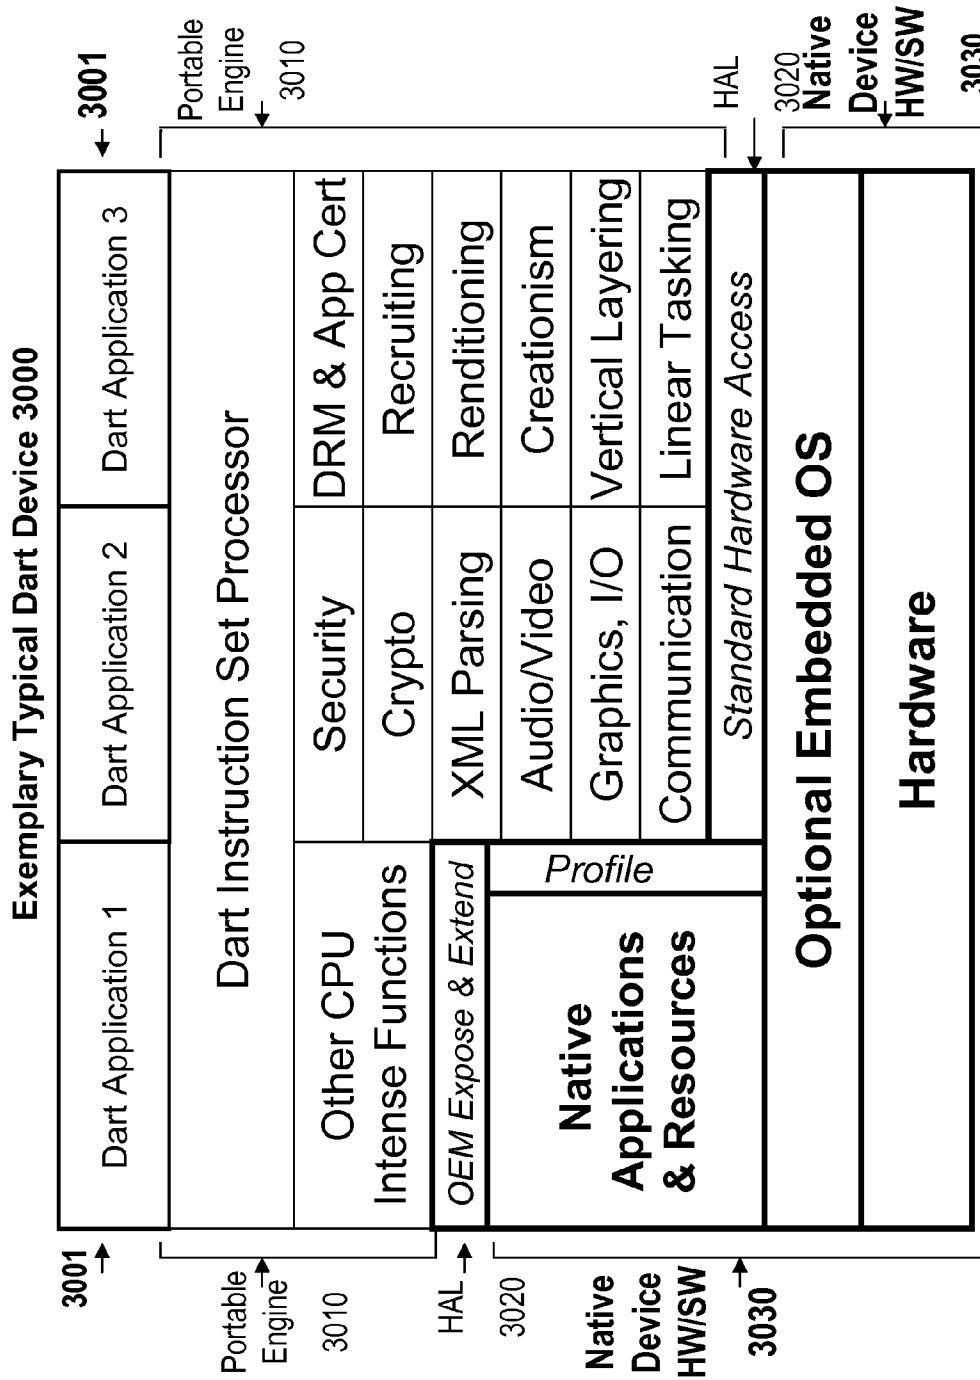 Exemplary Typical Dart Device 3000
3001
Dart Application 1
Dart Application 2
Dart Application 3
3001
Portable
Engine
3010
Dart Instruction Set Processor
Portable
Engine
3010
Other CPU
Intense Functions
Security
DRM & App Cert
Crypto
Recruiting
HAL
3020
OEM Expose & Extend
XML Parsing
Renditioning
Audio/Video
Creationism
Graphics, I/O
Vertical Layering
Communication
Linear Tasking
Native
Applications
& Resources
Profile
Standard Hardware Access
HAL
3020
Native
Device
HW/SW
3030
Optional Embedded OS
Hardware
Native
Device
HW/SW
3030